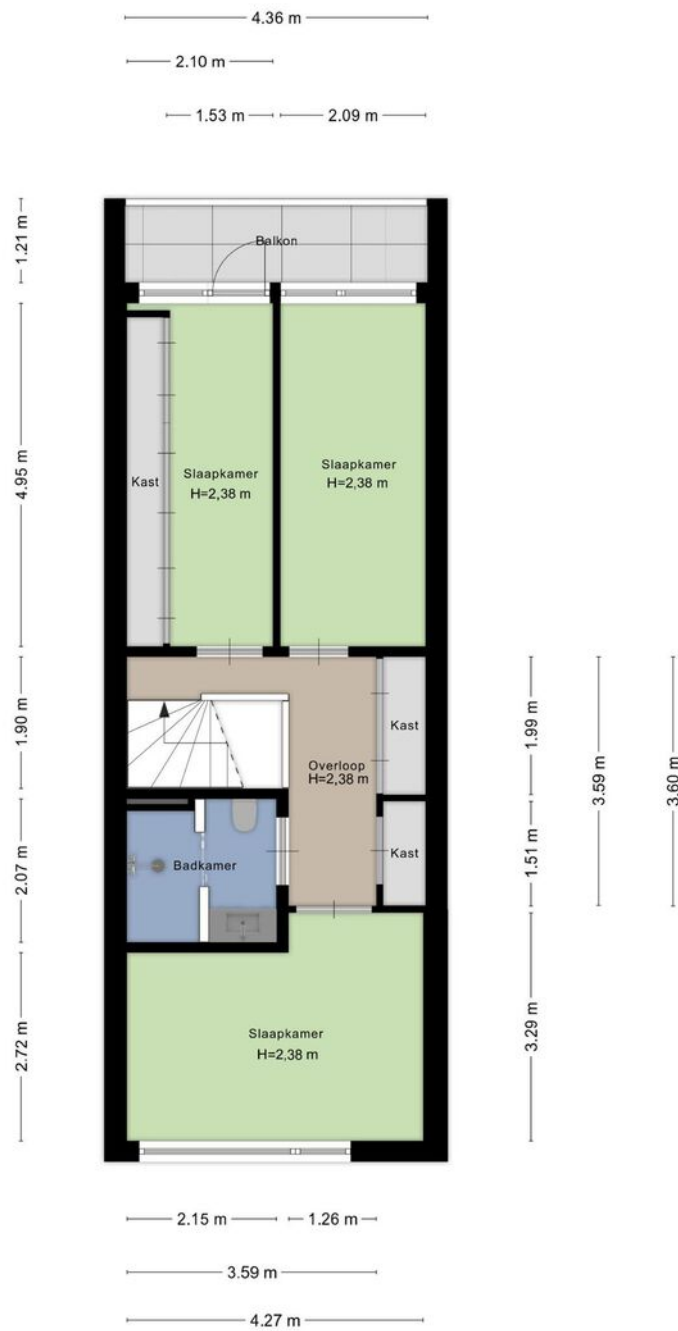 4.36 m
2.10 m
1.53 m
2.09 m
1.21 m
Balkon
4.95 m
Slaapkamer
H=2,38 m
Slaapkamer
H=2,38 m
Kast
1.90 m
Kast
1.99 m
3.59 m
3.60 m
Overloop
H=2,38 m
2.07 m
Badkamer
Kast
1.51 m
2.72 m
Slaapkamer
H=2,38 m
3.29 m
2.15 m
1.26 m
3.59 m
4.27 m